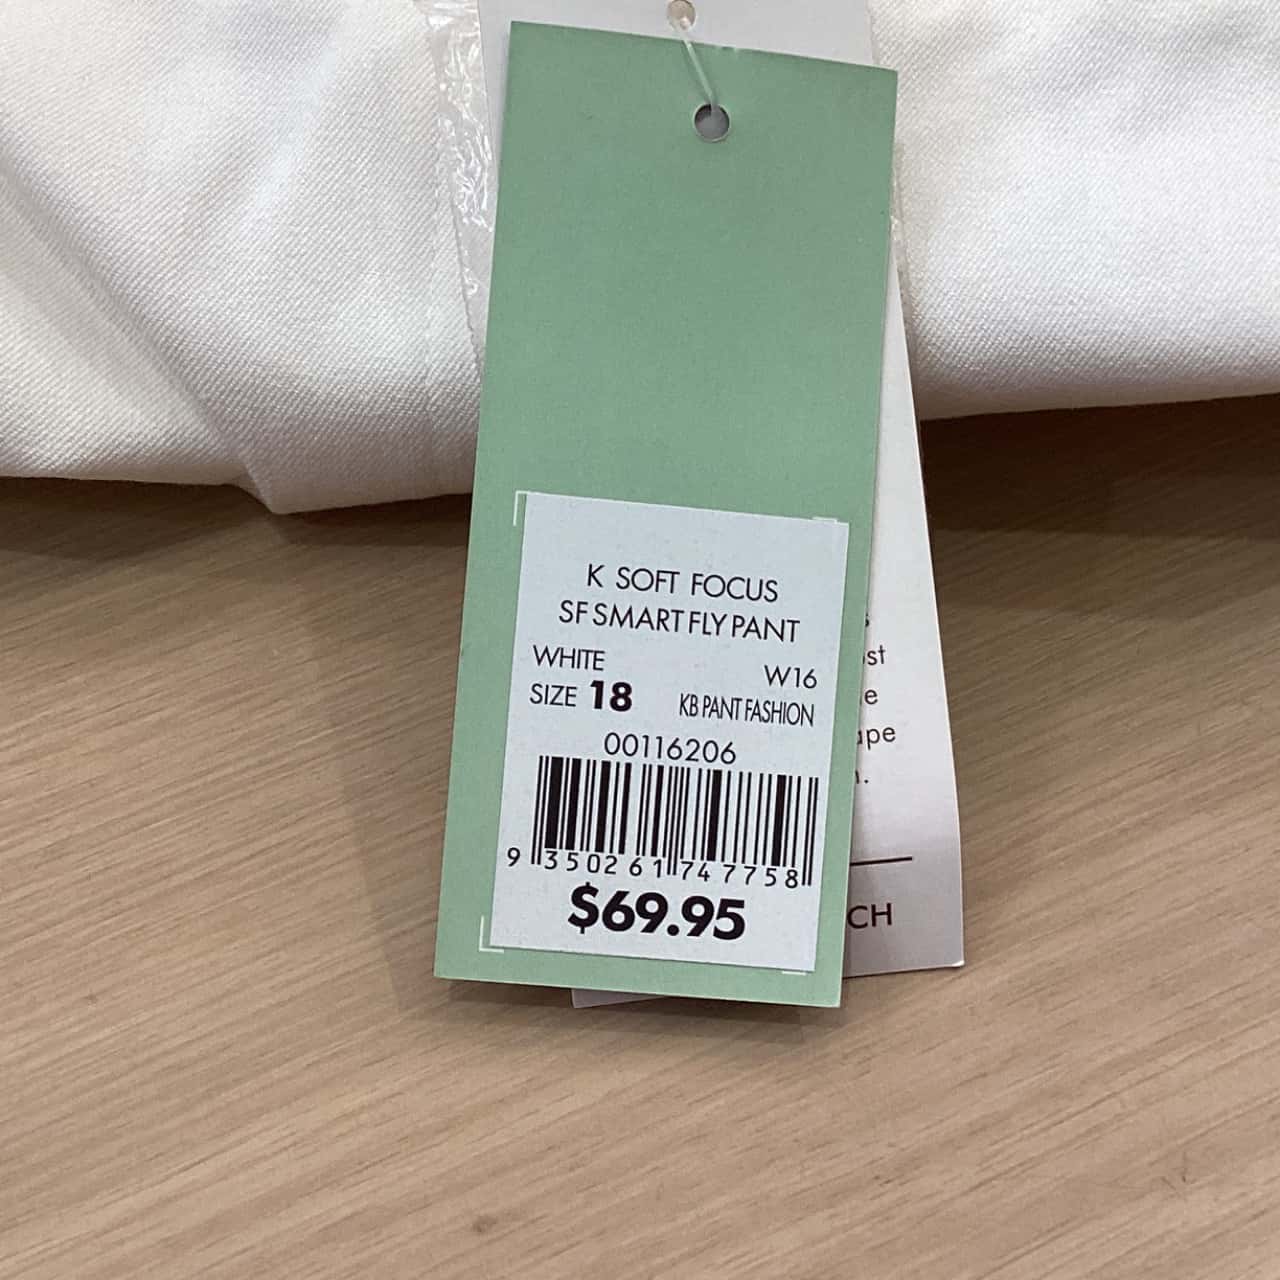 K SOFT FOCUS
SF SMART FLY PANT
WHITE
W16
SIZE 18
KB PANT FASHION
00116206
9 350261 747758
$69.95